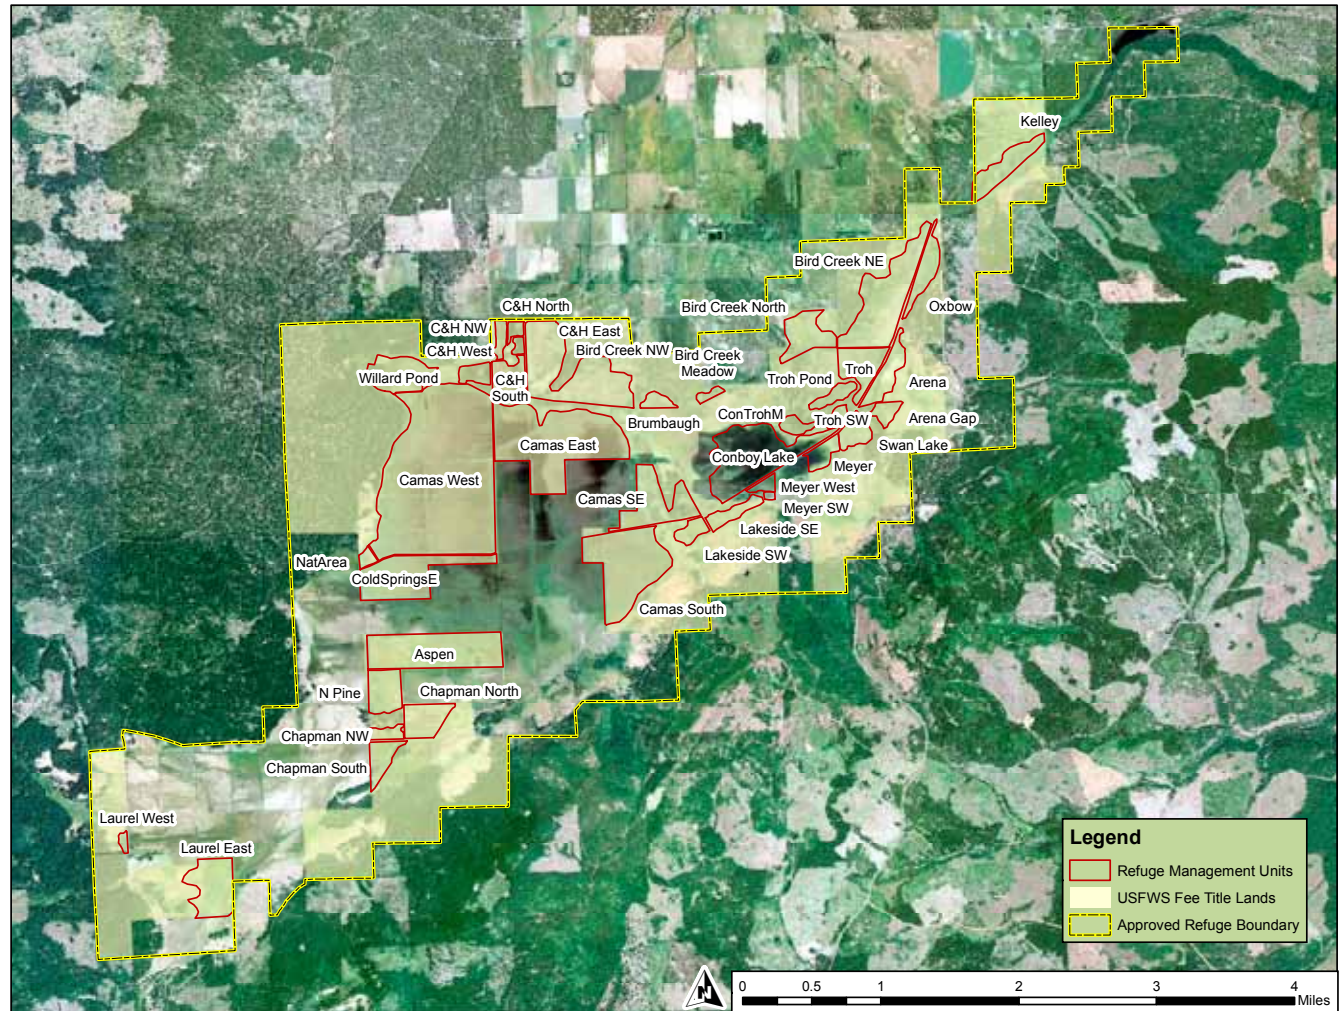 Kelley
Bird Creek NE
Bird Creek North
Oxbow
C&H North
C&H NW
C&H East
C&H West
Bird Creek NW
Bird Creek
Meadow
Willard Pond
C&H
South
Troh Pond
Troh
Arena
ConTrohM
Troh SW
Arena Gap
Brumbaugh
Camas East
Swan Lake
Conboy Lake
Meyer
Camas West
Meyer West
Camas SE
Meyer SW
Lakeside SE
Lakeside SW
NatArea
ColdSpringsE
Camas South
Aspen
N Pine
Chapman North
Chapman NW
Chapman South
Laurel West
Laurel East
Legend
Refuge Management Units
USFWS Fee Title Lands
Approved Refuge Boundary
N
0 0.5 1 2 3 4
Miles